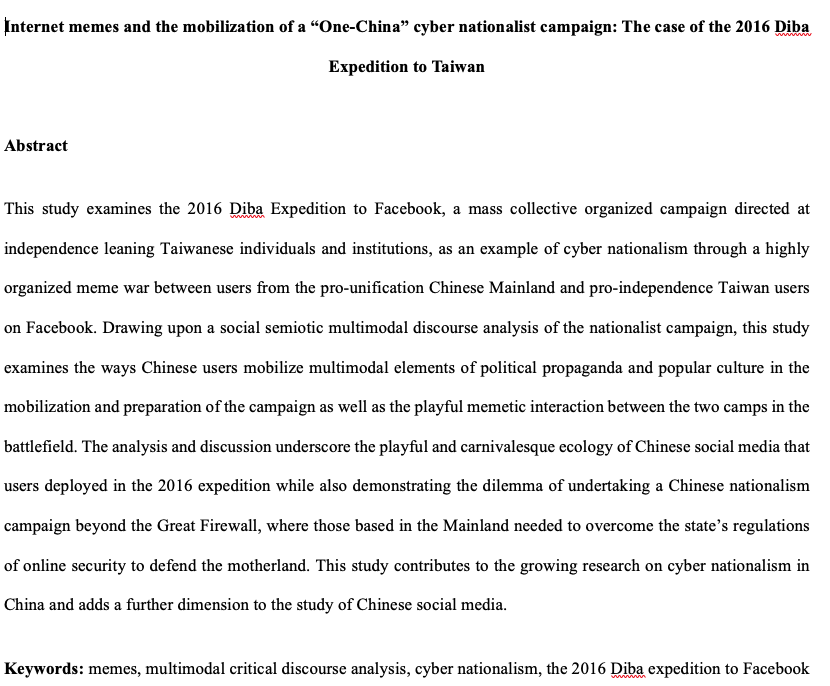 Internet memes and the mobilization of a “One-China” cyber nationalist campaign: The case of the 2016 Diba
Expedition to Taiwan
Abstract
This study examines the 2016 Diba Expedition to Facebook, a mass collective organized campaign directed at
independence leaning Taiwanese individuals and institutions, as an example of cyber nationalism through a highly
organized meme war between users from the pro-unification Chinese Mainland and pro-independence Taiwan users
on Facebook. Drawing upon a social semiotic multimodal discourse analysis of the nationalist campaign, this study
examines the ways Chinese users mobilize multimodal elements of political propaganda and popular culture in the
mobilization and preparation of the campaign as well as the playful memetic interaction between the two camps in the
battlefield. The analysis and discussion underscore the playful and carnivalesque ecology of Chinese social media that
users deployed in the 2016 expedition while also demonstrating the dilemma of undertaking a Chinese nationalism
campaign beyond the Great Firewall, where those based in the Mainland needed to overcome the state’s regulations
of online security to defend the motherland. This study contributes to the growing research on cyber nationalism in
China and adds a further dimension to the study of Chinese social media.
Keywords: memes, multimodal critical discourse analysis, cyber nationalism, the 2016 Diba expedition to Facebook